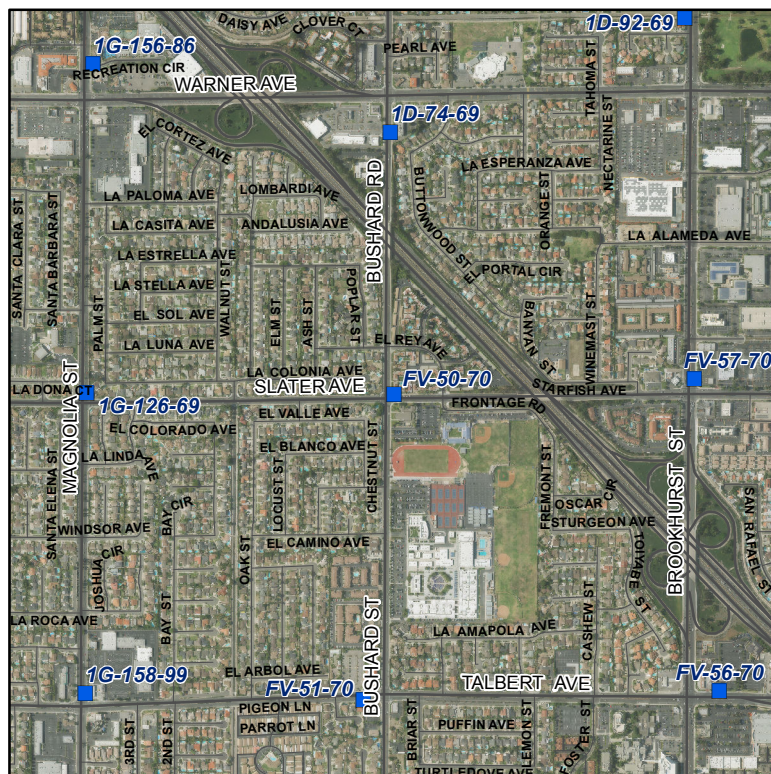 DAISY AVE
CLOVER CT
1D-92-69
1G-156-86
PEARL AVE
RECREATION CIR
WARNER AVE
TAHOMA ST
NECTARINE ST
1D-74-69
EL CORTEZ AVE
LA ESPERANZA AVE
LA PALOMA AVE
LOMBARDI AVE
BUSHARD RD
BUTTONWOOD ST
ORANGE ST
SANTA CLARA ST
SANTA BARBARA ST
LA CASITA AVE
ANDALUSIA AVE
LA ALAMEDA AVE
LA ESTRELLA AVE
EL PORTAL CIR
LA STELLA AVE
WALNUT ST
ELM ST
ASH ST
POPLAR ST
PALM ST
EL SOL AVE
BANYAN ST
WINEMAST ST
LA LUNA AVE
EL REY AVE
FV-57-70
LA COLONIA AVE
SLATER AVE
FV-50-70
STARFISH AVE
LA DONA CT
MAGNOLIA ST
1G-126-69
FRONTAGE RD
EL VALLE AVE
EL COLORADO AVE
EL BLANCO AVE
CHESTNUT ST
LA LINDA AVE
LOCUST ST
SANTA ELENA ST
FREMONT ST
BROOKHURST ST
OSCAR CIR
SAN RAFAEL ST
WINDSOR AVE
BAY CIR
STURGEON AVE
EL CAMINO AVE
OAK ST
JOSHUA CIR
TOYABE ST
LA ROCA AVE
BAY ST
BUSHARD ST
LA AMAPOLA AVE
CASHEW ST
1G-158-99
EL ARBOL AVE
FV-51-70
TALBERT AVE
FV-56-70
PIGEON LN
PARROT LN
3RD ST
2ND ST
BRIAR ST
PUFFIN AVE
LEMON ST
FOSTER ST
TURTLEDOVE AVE